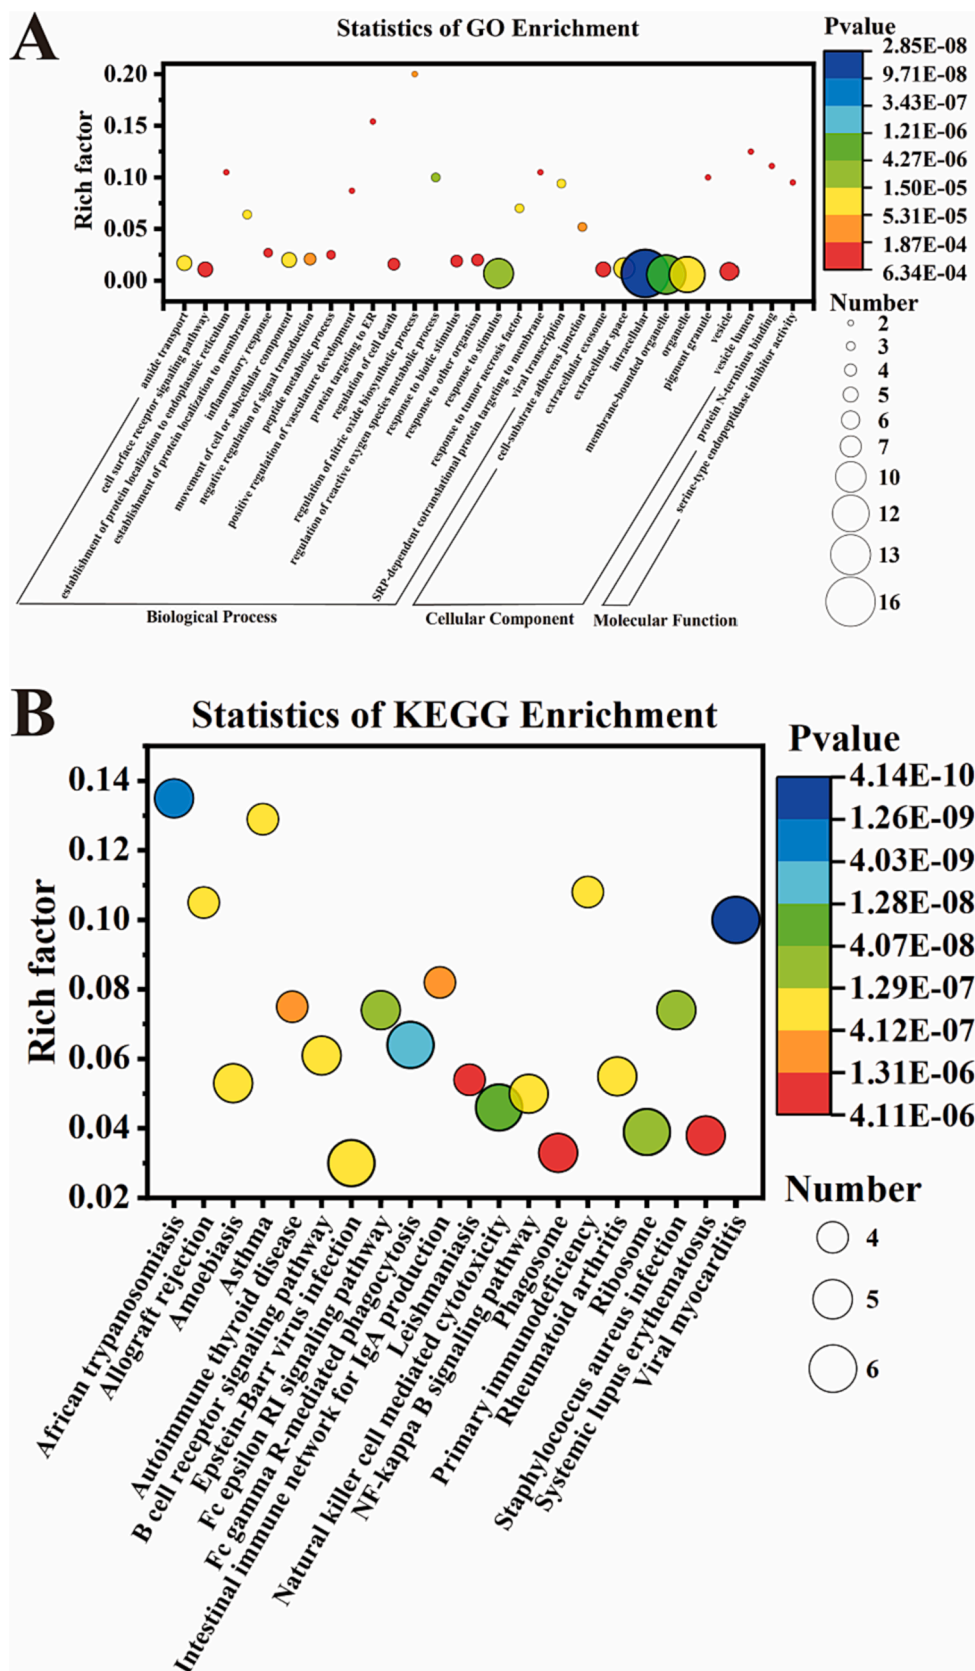 A
Statistics of GO Enrichment
Pvalue
2.85E-08
9.71E-08
3.43E-07
1.21E-06
4.27E-06
1.50E-05
5.31E-05
1.87E-04
6.34E-04
Rich factor
0.20
0.15
0.10
0.05
0.00
Number
2
3
4
5
6
7
10
12
13
16
amide transport
cell surface receptor signaling pathway
establishment of protein localization to endoplasmic reticulum
establishment of protein localization to membrane
inflammatory response
movement of cell or subcellular component
negative regulation of signal transduction
peptide metabolic process
positive regulation of vasculature development
protein targeting to ER
regulation of cell death
regulation of nitric oxide biosynthetic process
regulation of reactive oxygen species metabolic process
response to biotic stimulus
response to other organism
response to stimulus
response to tumor necrosis factor
SRP-dependent cotranslational protein targeting to membrane
viral transcription
cell-substrate adherens junction
extracellular exosome
extracellular space
intracellular
membrane-bounded organelle
organelle
pigment granule
vesicle
vesicle lumen
protein N-terminus binding
serine-type endopeptidase inhibitor activity
Biological Process
Cellular Component
Molecular Function
B
Statistics of KEGG Enrichment
Pvalue
4.14E-10
1.26E-09
4.03E-09
1.28E-08
4.07E-08
1.29E-07
4.12E-07
1.31E-06
4.11E-06
Rich factor
0.14
0.12
0.10
0.08
0.06
0.04
0.02
Number
4
5
6
African trypanosomiasis
Allograft rejection
Amoebiasis
Asthma
Autoimmune thyroid disease
B cell receptor signaling pathway
Epstein-Barr virus infection
Fc epsilon RI signaling pathway
Fc gamma R-mediated phagocytosis
Intestinal immune network for IgA production
Leishmaniasis
Natural killer cell mediated cytotoxicity
NF-kappa B signaling pathway
Phagosome
Primary immunodeficiency
Rheumatoid arthritis
Ribosome
Staphylococcus aureus infection
Systemic lupus erythematosus
Viral myocarditis